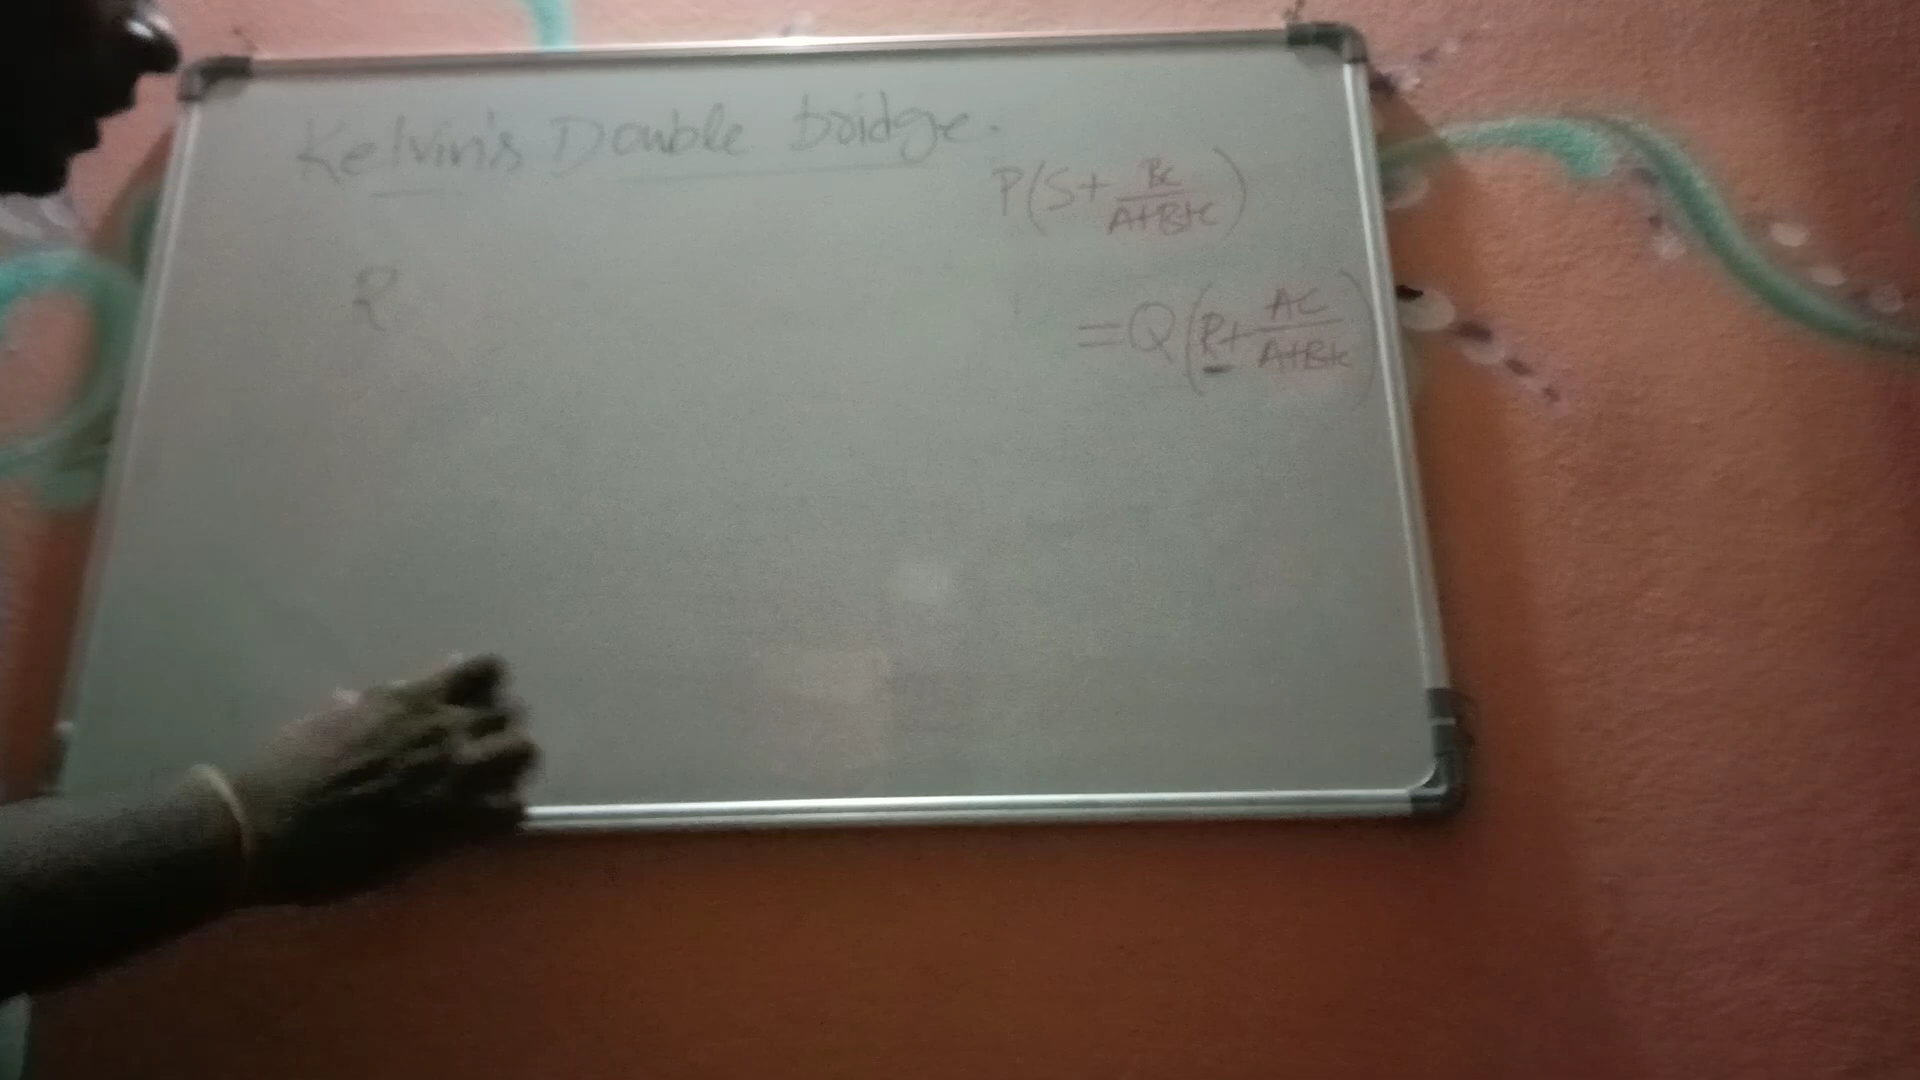 Kelvin's Double bridge.
P(S+ BC/A+B+C)
R
=Q(R+ AC/A+B+C)